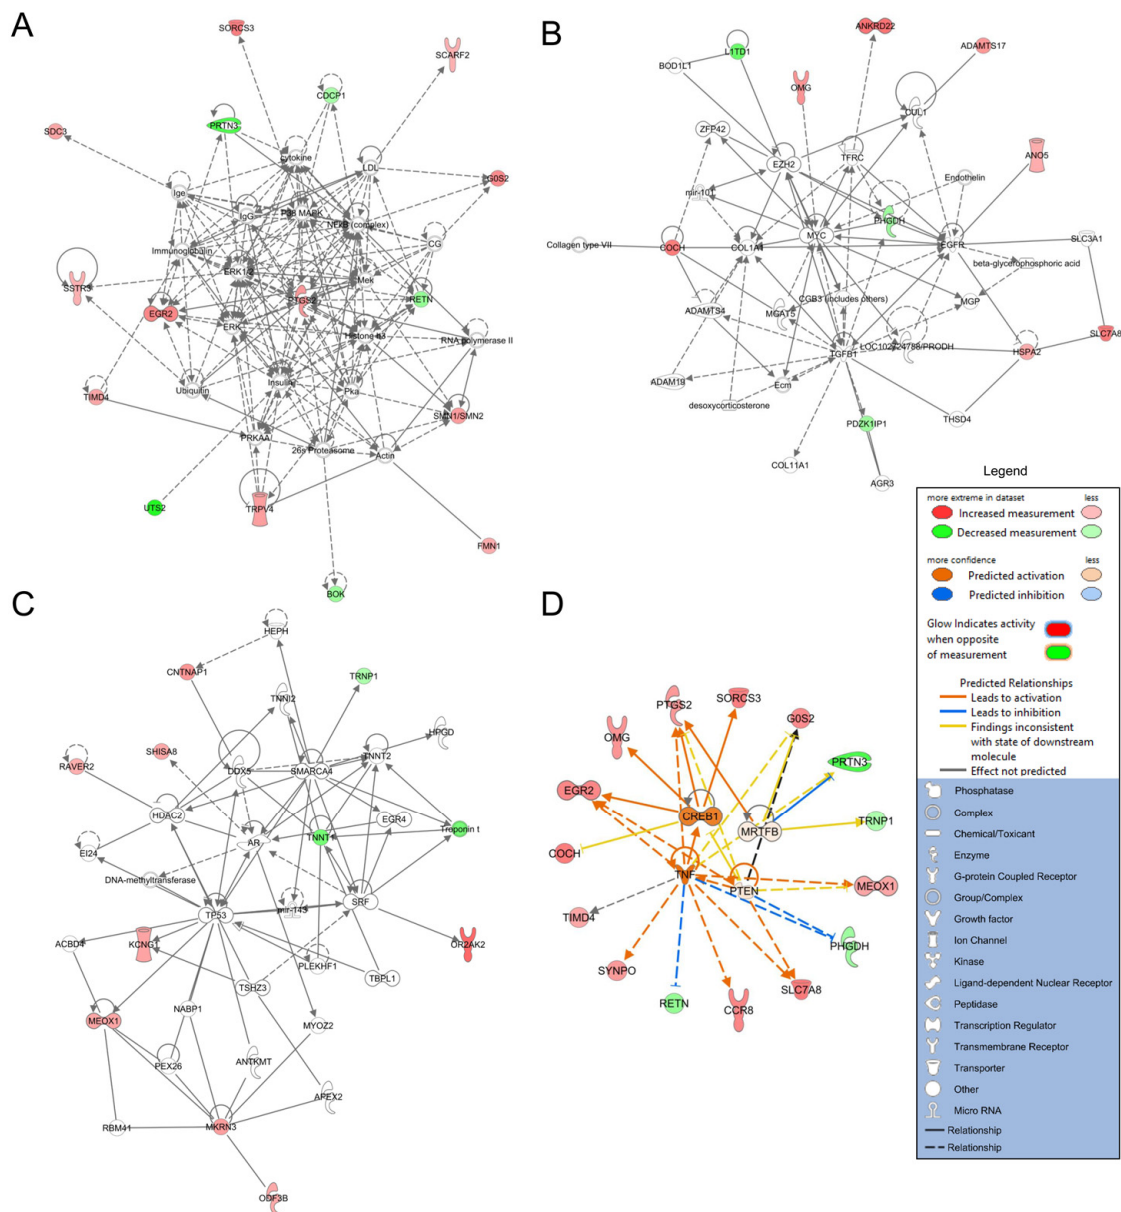 A
SORCS3
SCARF2
CDCP1
PRTN3
SDC3
cytokine
LDL
G0S2
Ige
IgG
P38 MAPK
NFkB (complex)
Immunoglobulin
CG
ERK1/2
Mek
SSTR3
PTGS2
RETN
EGR2
ERK
Histone h3
RNA polymerase II
Insulin
Pka
TIMD4
Ubiquitin
SMN1/SMN2
PRKAA
26s Proteasome
Actin
UTS2
TRPV4
FMN1
BOK
B
ANKRD22
L1TD1
ADAMTS17
BOD1L1
OMG
CUL1
ZFP42
EZH2
TFRC
ANO5
mir-101
Endothelin
PHGDH
MYC
Collagen type VII
COCH
COL1A1
EGFR
SLC3A1
beta-glycerophosphoric acid
CGB3 (includes others)
ADAMTS4
MGAT5
MGP
SLC7A8
LOC102724788/PRODH
TGFB1
HSPA2
ADAM19
Ecm
desoxycorticosterone
THSD4
PDZK1IP1
COL11A1
AGR3
C
HEPH
CNTNAP1
TRNP1
TNNI2
HPGD
SHISA8
RAVER2
DDX5
SMARCA4
TNNT2
HDAC2
EGR4
Troponin t
AR
TNNT1
EI24
DNA-methyltransferase
TP53
mir-143
SRF
ACBD4
KCNG1
OR2AK2
PLEKHF1
TBPL1
TSHZ3
NABP1
MEOX1
MYOZ2
PEX26
ANTKMT
APEX2
RBM41
MKRN3
ODF3B
D
PTGS2
SORCS3
G0S2
OMG
PRTN3
EGR2
CREB1
MRTFB
TRNP1
COCH
TNF
PTEN
MEOX1
TIMD4
PHGDH
SYNPO
SLC7A8
RETN
CCR8
Legend
more extreme in dataset less
Increased measurement
Decreased measurement
more confidence less
Predicted activation
Predicted inhibition
Glow Indicates activity
when opposite
of measurement
Predicted Relationships
Leads to activation
Leads to inhibition
Findings inconsistent
with state of downstream
molecule
Effect not predicted
Phosphatase
Complex
Chemical/Toxicant
Enzyme
G-protein Coupled Receptor
Group/Complex
Growth factor
Ion Channel
Kinase
Ligand-dependent Nuclear Receptor
Peptidase
Transcription Regulator
Transmembrane Receptor
Transporter
Other
Micro RNA
Relationship
Relationship